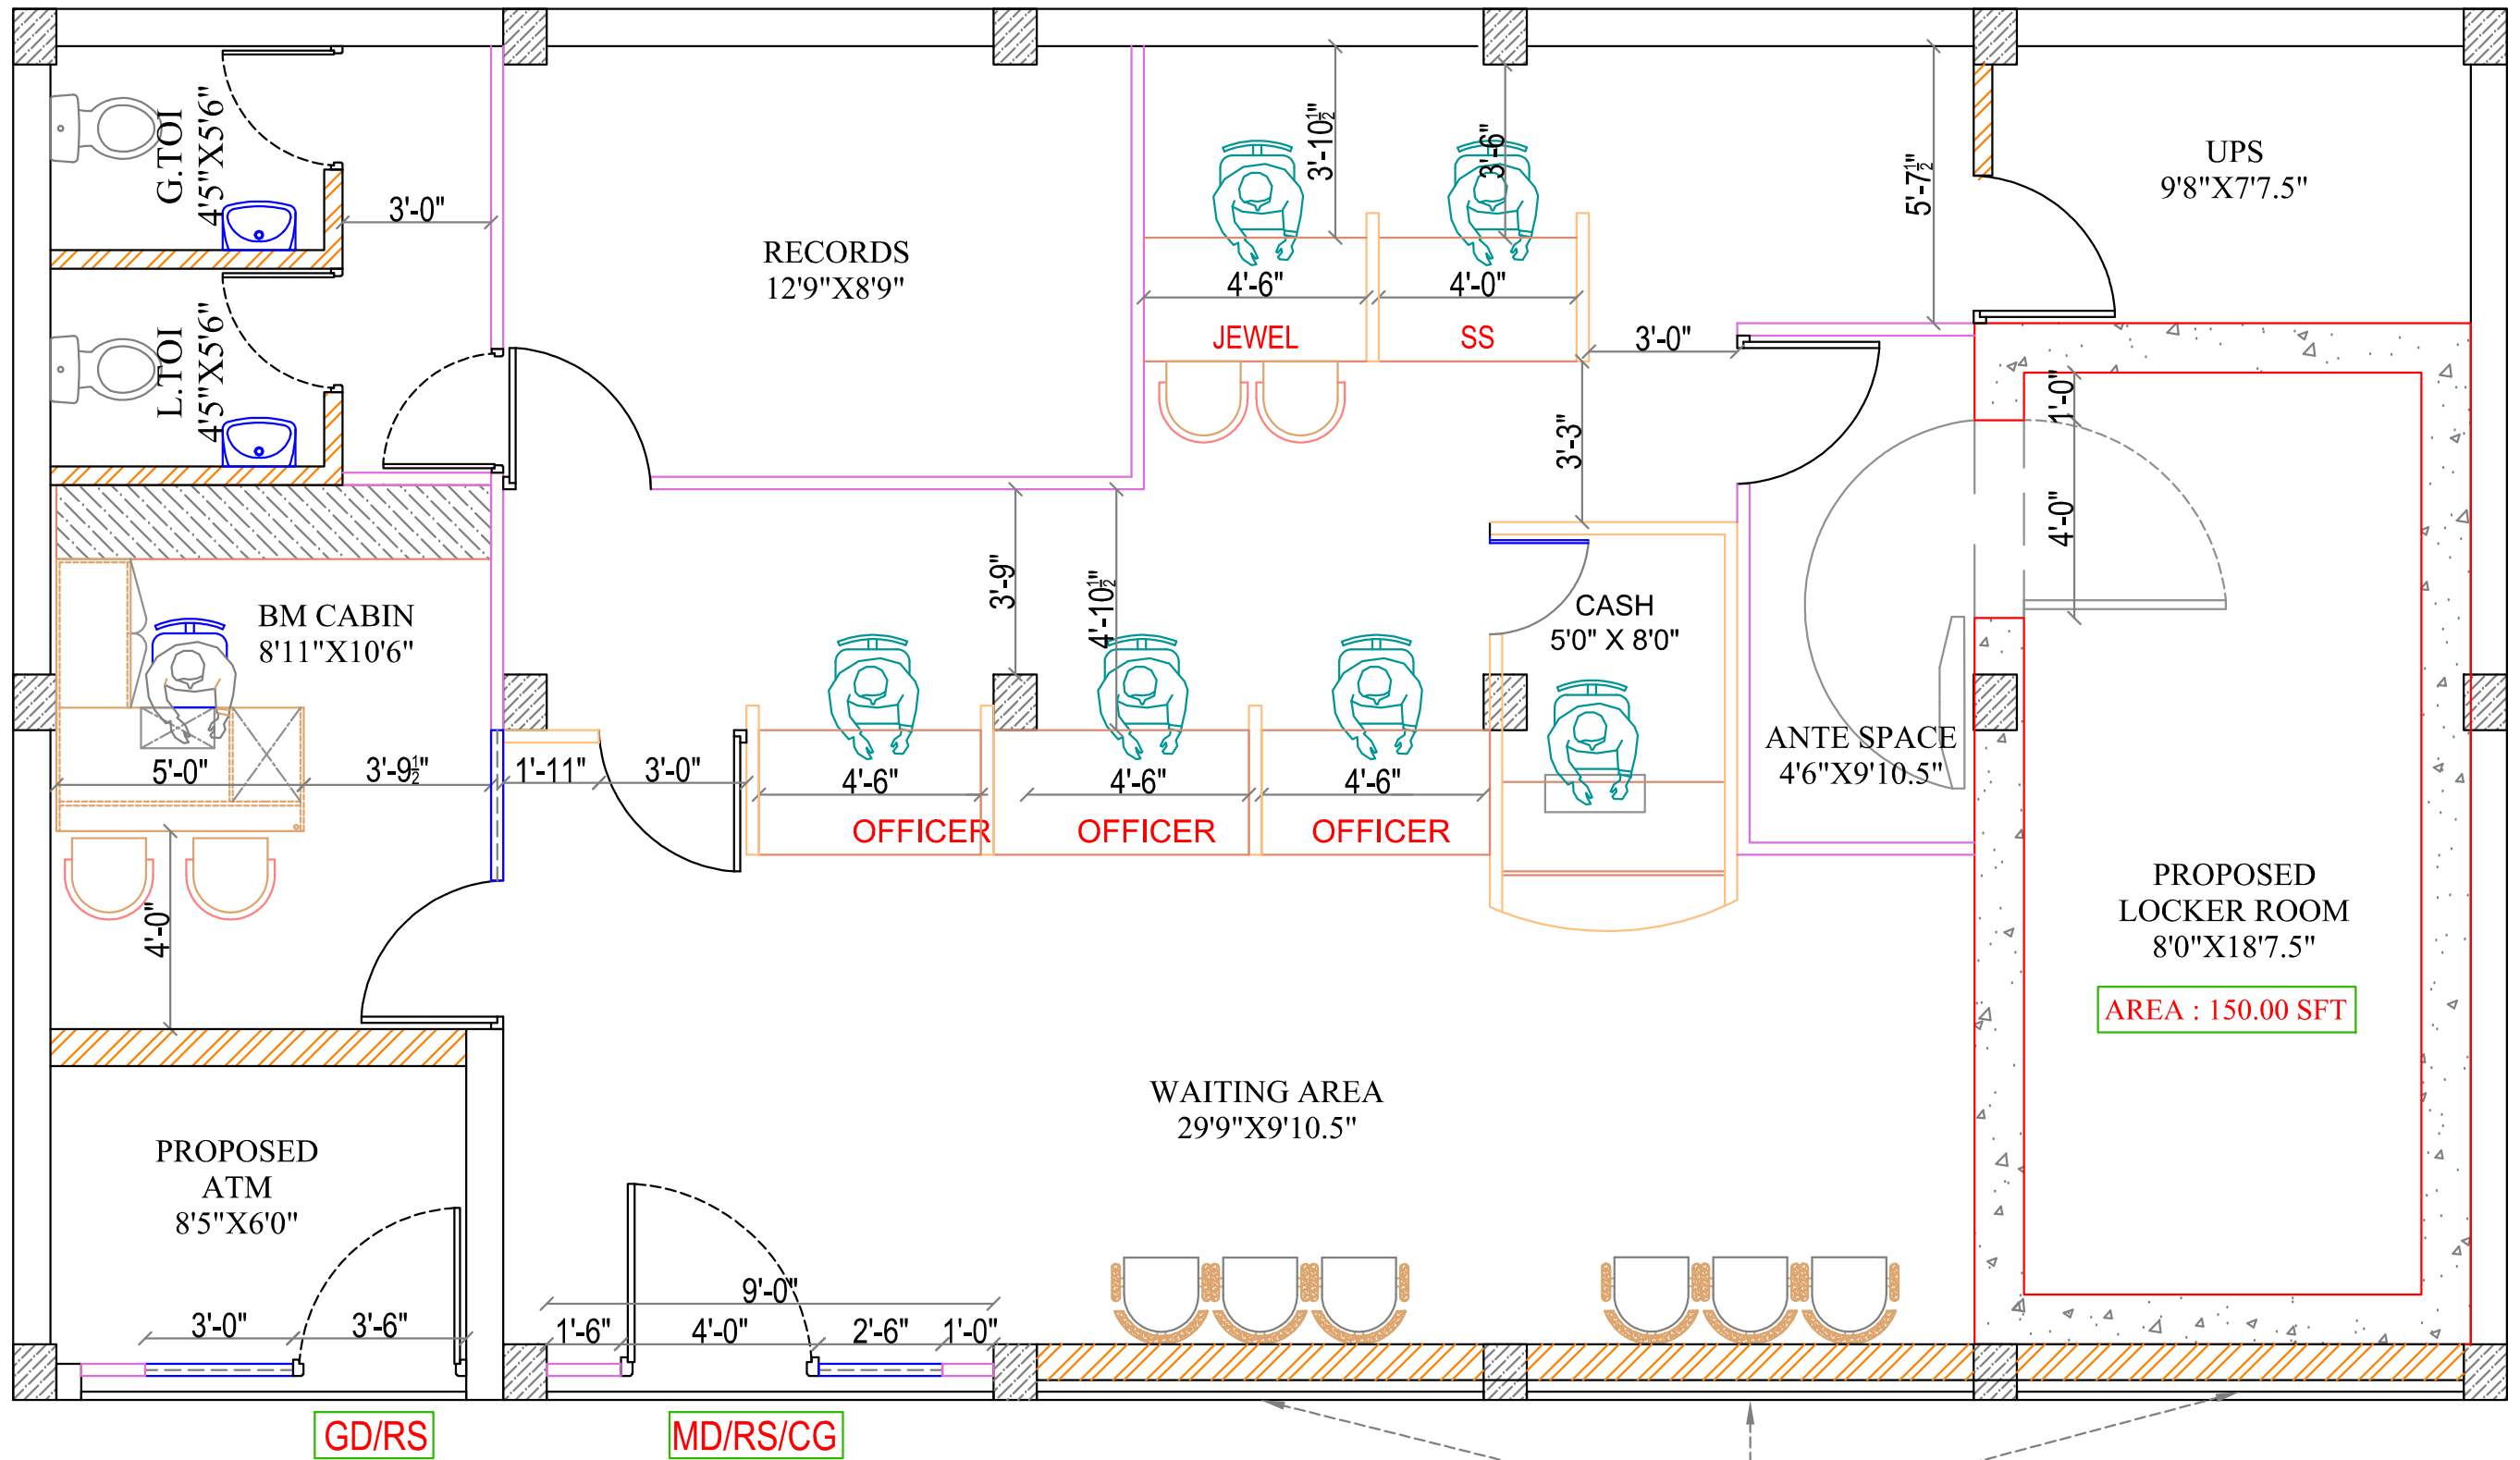 G.TOI
4'5"X5'6"
3'-0"
RECORDS
12'9"X8'9"
3'-10½"
3'-6"
5'-7½"
UPS
9'8"X7'7.5"
4'-6"
4'-0"
JEWEL
SS
3'-0"
L.TOI
4'5"X5'6"
3'-3"
1'-0"
4'-0"
BM CABIN
8'11"X10'6"
3'-9"
4'-10½"
CASH
5'0" X 8'0"
ANTE SPACE
4'6"X9'10.5"
5'-0"
3'-9½"
1'-11"
3'-0"
4'-6"
4'-6"
4'-6"
OFFICER
OFFICER
OFFICER
4'-0"
PROPOSED
LOCKER ROOM
8'0"X18'7.5"
AREA : 150.00 SFT
WAITING AREA
29'9"X9'10.5"
PROPOSED
ATM
8'5"X6'0"
9'-0"
3'-0"
3'-6"
1'-6"
4'-0"
2'-6"
1'-0"
GD/RS
MD/RS/CG